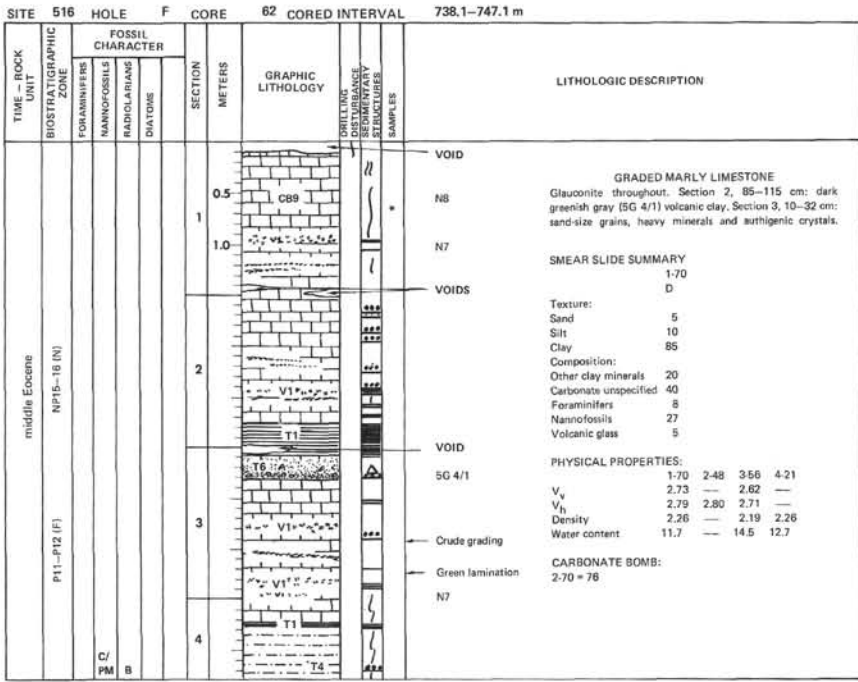 SITE 516 HOLE F CORE 62 CORED INTERVAL 738.1–747.1 m
TIME – ROCK UNIT
BIOSTRATIGRAPHIC ZONE
FOSSIL CHARACTER
FORAMINIFERS
NANNOFOSSILS
RADIOLARIANS
DIATOMS
SECTION
METERS
GRAPHIC LITHOLOGY
DRILLING DISTURBANCE
SEDIMENTARY STRUCTURES
SAMPLES
LITHOLOGIC DESCRIPTION
middle Eocene
NP15–16 (N)
P11–P12 (F)
C/
PM
B
1
0.5
1.0
2
3
4
CB9
V1
V1
T1
T6
V1
V1
T1
T4
*
VOID
N8
N7
VOIDS
VOID
5G 4/1
Crude grading
Green lamination
N7
GRADED MARLY LIMESTONE
Glauconite throughout. Section 2, 85–115 cm: dark
greenish gray (5G 4/1) volcanic clay. Section 3, 10–32 cm:
sand-size grains, heavy minerals and authigenic crystals.
SMEAR SLIDE SUMMARY
1-70
D
Texture:
Sand 5
Silt 10
Clay 85
Composition:
Other clay minerals 20
Carbonate unspecified 40
Foraminifers 8
Nannofossils 27
Volcanic glass 5
PHYSICAL PROPERTIES:
1-70 2-48 3-56 4-21
Vv 2.73 — 2.62 —
Vh 2.79 2.80 2.71 —
Density 2.26 — 2.19 2.26
Water content 11.7 — 14.5 12.7
CARBONATE BOMB:
2-70 = 76